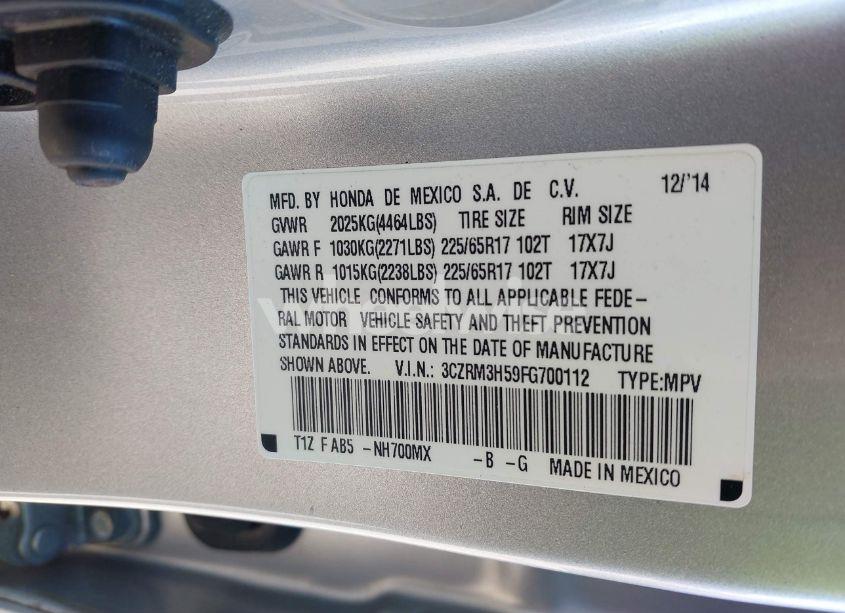 MFD. BY HONDA DE MEXICO S.A. DE C.V. 12/'14
GVWR 2025KG(4464LBS) TIRE SIZE RIM SIZE
GAWR F 1030KG(2271LBS) 225/65R17 102T 17X7J
GAWR R 1015KG(2238LBS) 225/65R17 102T 17X7J
THIS VEHICLE CONFORMS TO ALL APPLICABLE FEDE-
RAL MOTOR VEHICLE SAFETY AND THEFT PREVENTION
STANDARDS IN EFFECT ON THE DATE OF MANUFACTURE
SHOWN ABOVE. V.I.N.: 3CZRM3H59FG700112 TYPE:MPV
T1Z F AB5 -NH700MX -B -G MADE IN MEXICO